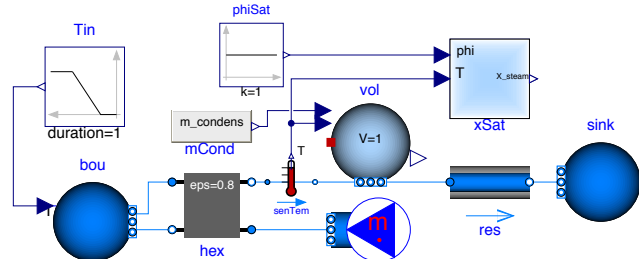 phiSat
Tin
k=1
phi
T
X_steam
xSat
duration=1
m_condens
mCond
vol
V=1
sink
T
bou
T
eps=0.8
hex
senTem
m
res